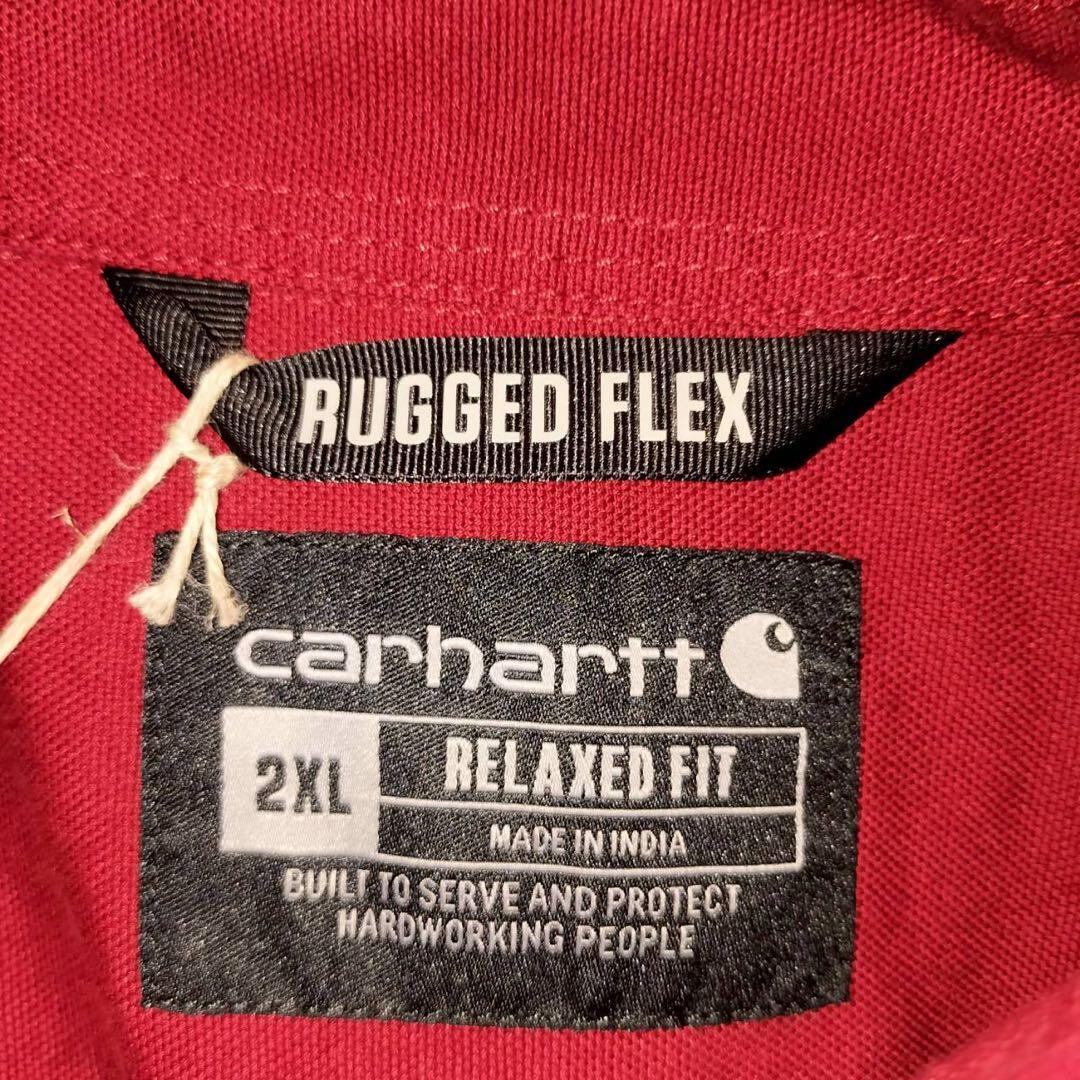 RUGGED FLEX
carhartt
2XL
RELAXED FIT
MADE IN INDIA
BUILT TO SERVE AND PROTECT
HARDWORKING PEOPLE